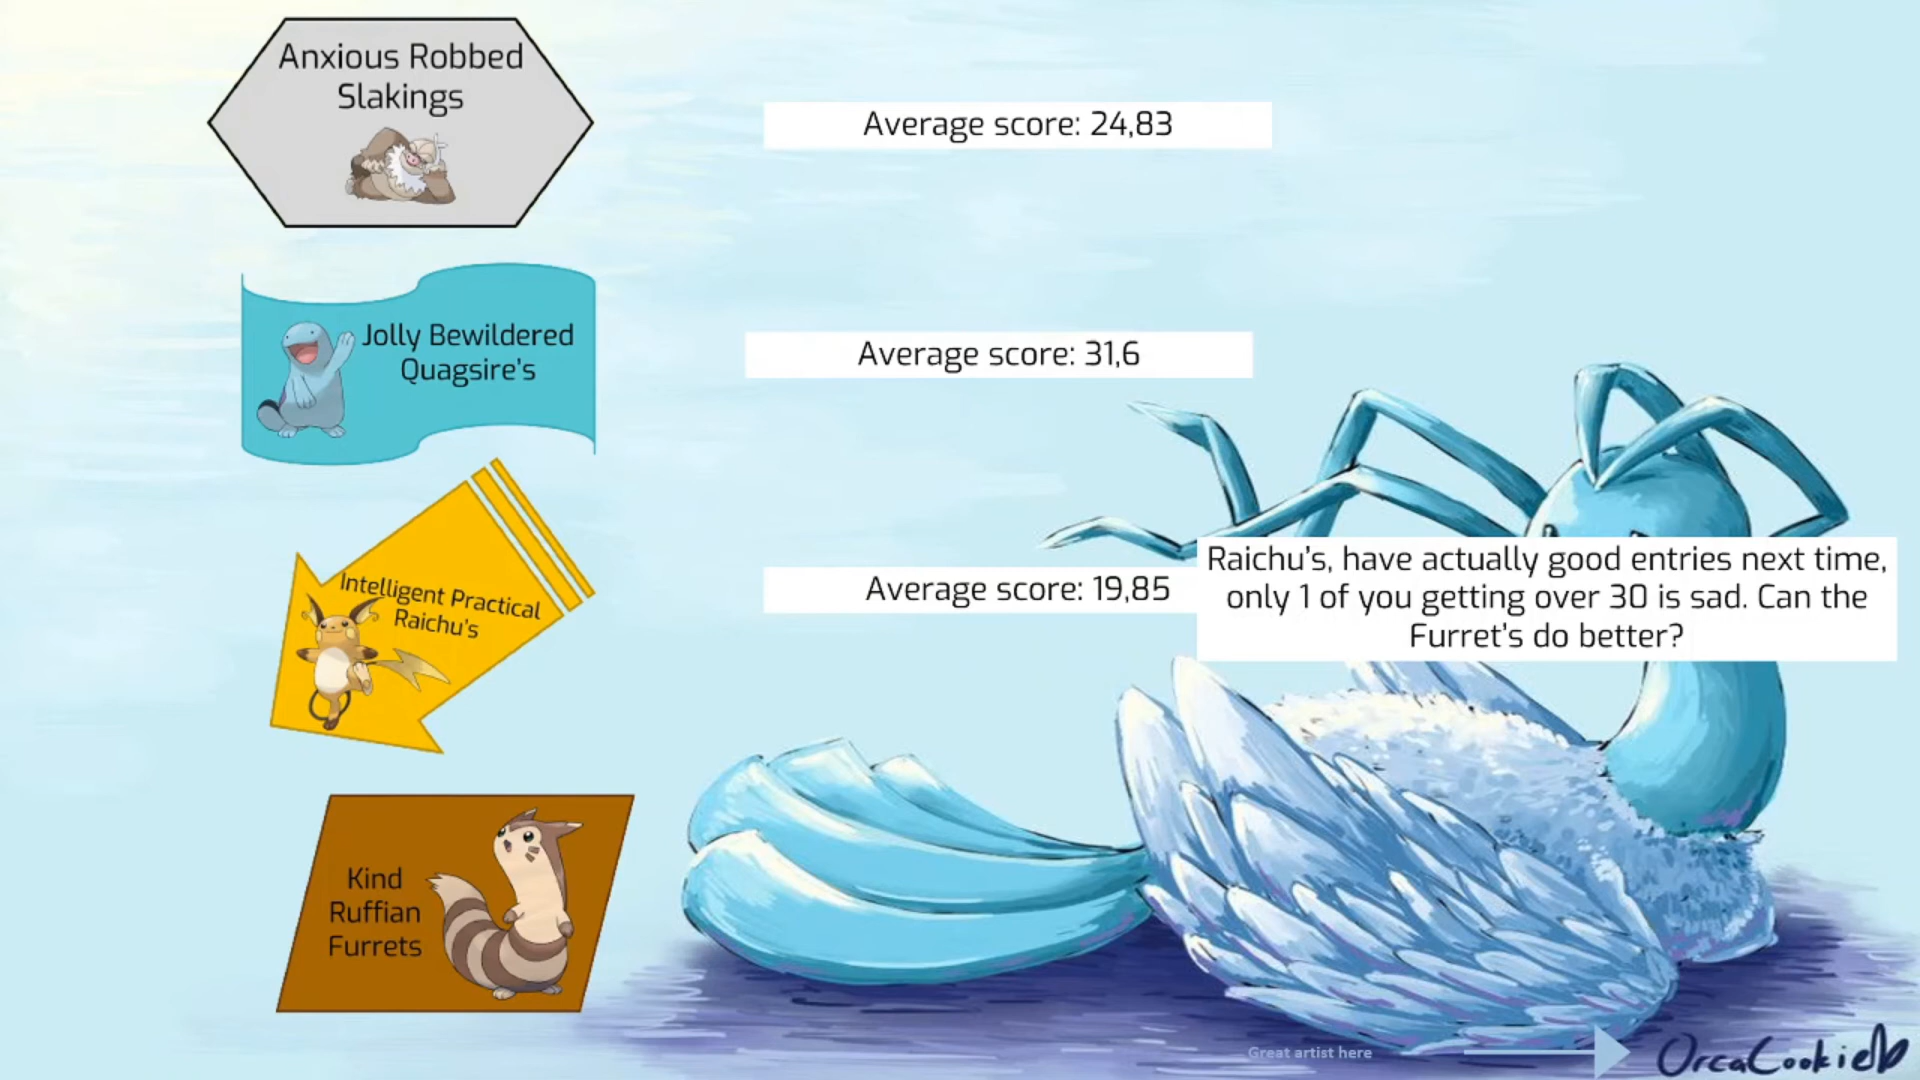 Anxious Robbed
Slakings
Average score: 24,83
Jolly Bewildered
Quagsire's
Average score: 31,6
Intelligent Practical
Raichu's
Average score: 19,85
Raichu's, have actually good entries next time,
only 1 of you getting over 30 is sad. Can the
Furret's do better?
Kind
Ruffian
Furrets
Great artist here
OrcaCookie